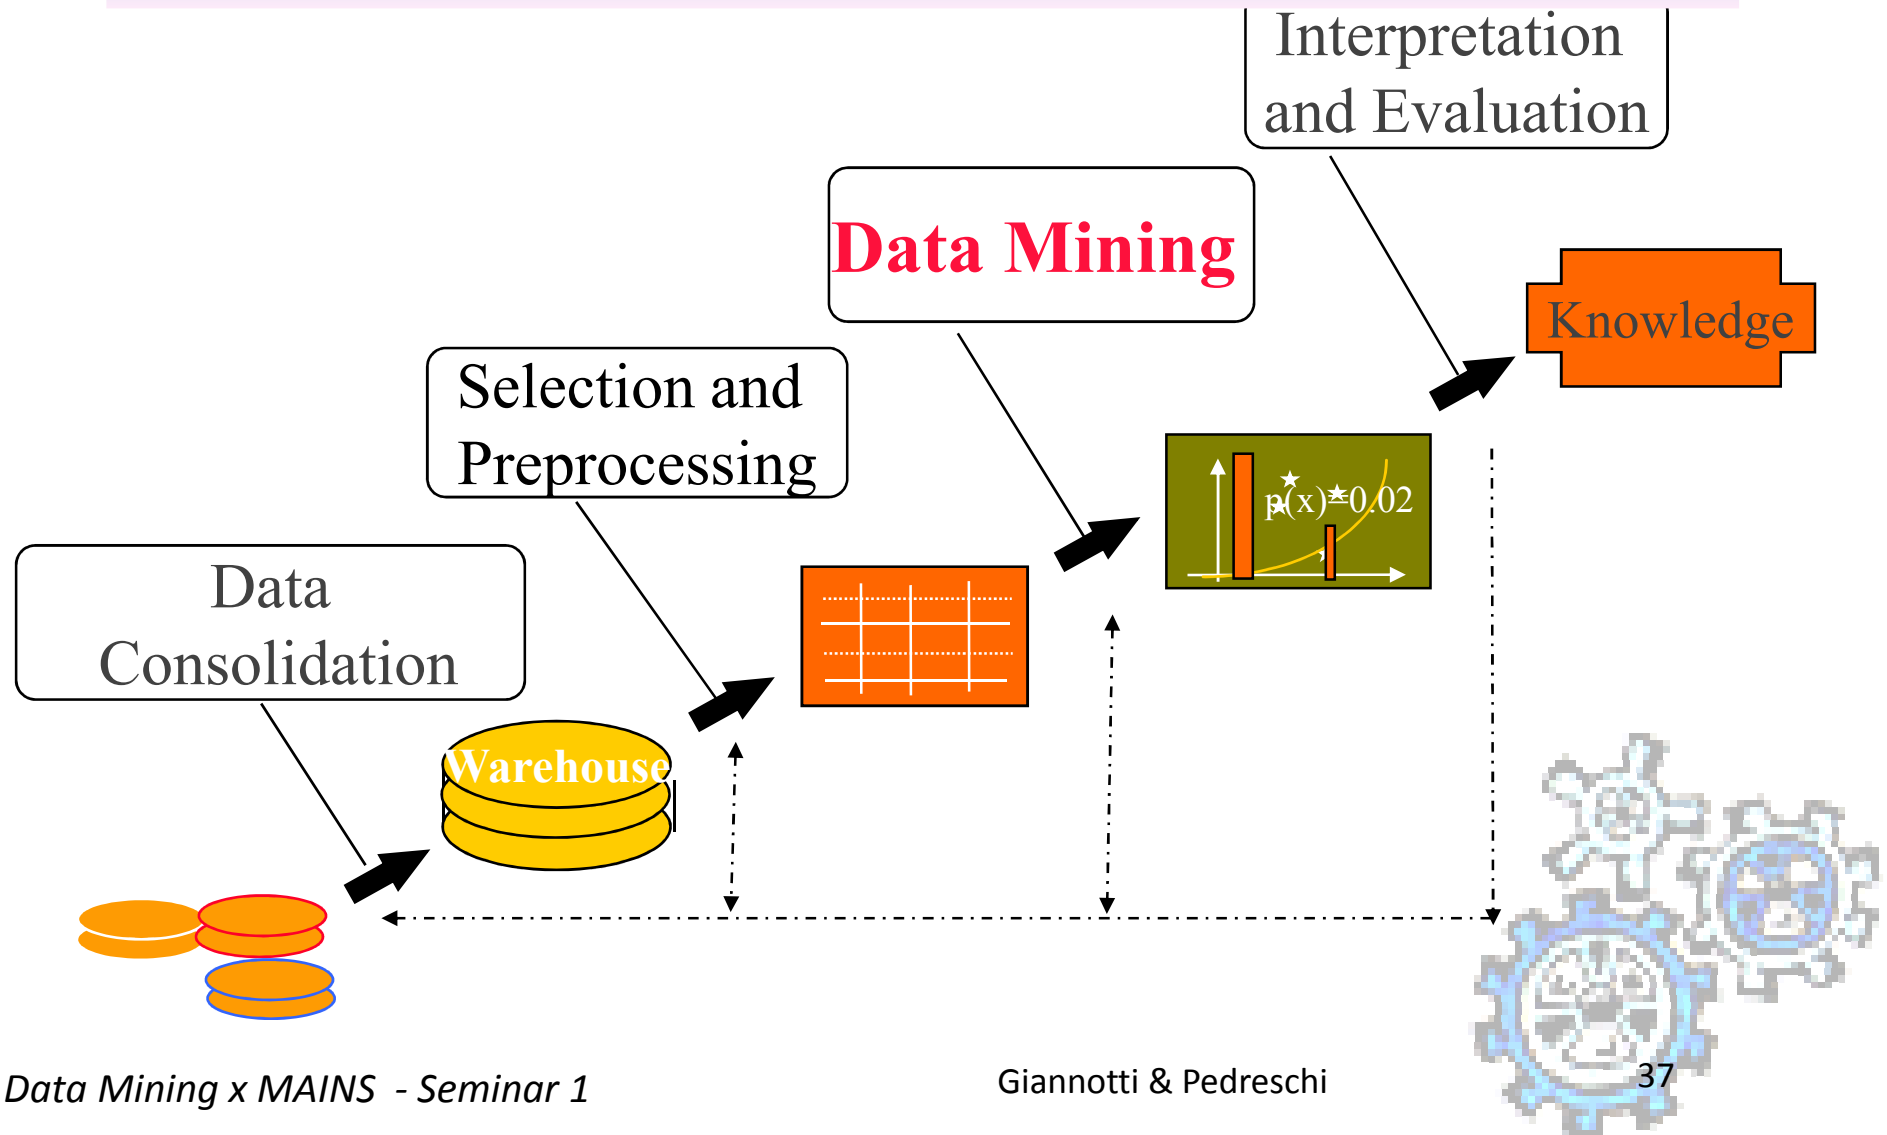 Interpretation
and Evaluation
Data Mining
Knowledge
Selection and
Preprocessing
p(x)=0.02
Data
Consolidation
Warehouse
Data Mining x MAINS - Seminar 1
Giannotti & Pedreschi
37